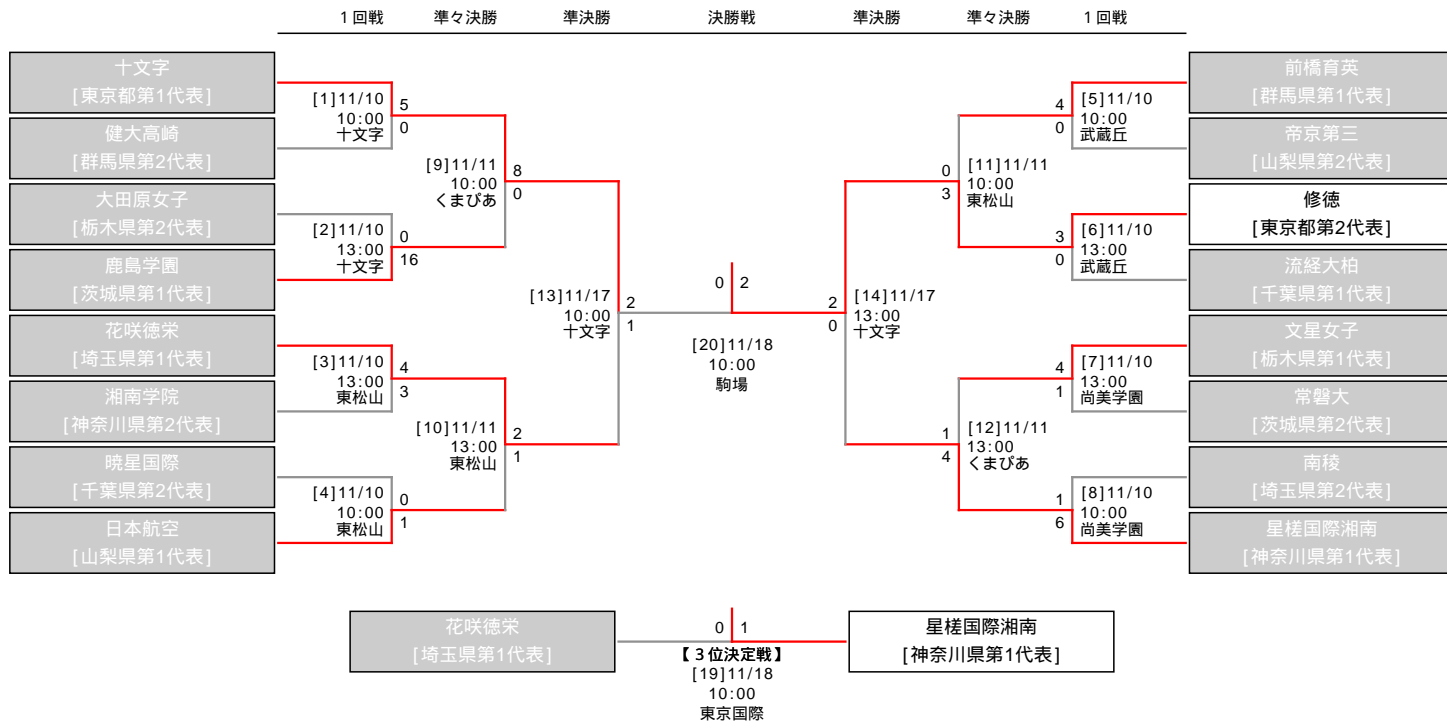 1回戦 準々決勝 準決勝 決勝戦 準決勝 準々決勝 1回戦
十文字
[東京都第1代表]
健大高崎
[群馬県第2代表]
大田原女子
[栃木県第2代表]
鹿島学園
[茨城県第1代表]
花咲徳栄
[埼玉県第1代表]
湘南学院
[神奈川県第2代表]
暁星国際
[千葉県第2代表]
日本航空
[山梨県第1代表]
[1]11/10
10:00
十文字
5
0
[2]11/10
13:00
十文字
0
16
[3]11/10
13:00
東松山
4
3
[4]11/10
10:00
東松山
0
1
[9]11/11
10:00
くまぴあ
8
0
[10]11/11
13:00
東松山
2
1
[13]11/17
10:00
十文字
2
1
0 2
[20]11/18
10:00
駒場
2
0
[14]11/17
13:00
十文字
0
3
[11]11/11
10:00
東松山
1
4
[12]11/11
13:00
くまぴあ
4
0
[5]11/10
10:00
武蔵丘
3
0
[6]11/10
13:00
武蔵丘
4
1
[7]11/10
13:00
尚美学園
1
6
[8]11/10
10:00
尚美学園
前橋育英
[群馬県第1代表]
帝京第三
[山梨県第2代表]
修徳
[東京都第2代表]
流経大柏
[千葉県第1代表]
文星女子
[栃木県第1代表]
常磐大
[茨城県第2代表]
南稜
[埼玉県第2代表]
星槎国際湘南
[神奈川県第1代表]
花咲徳栄
[埼玉県第1代表]
0 1
【3位決定戦】
[19]11/18
10:00
東京国際
星槎国際湘南
[神奈川県第1代表]